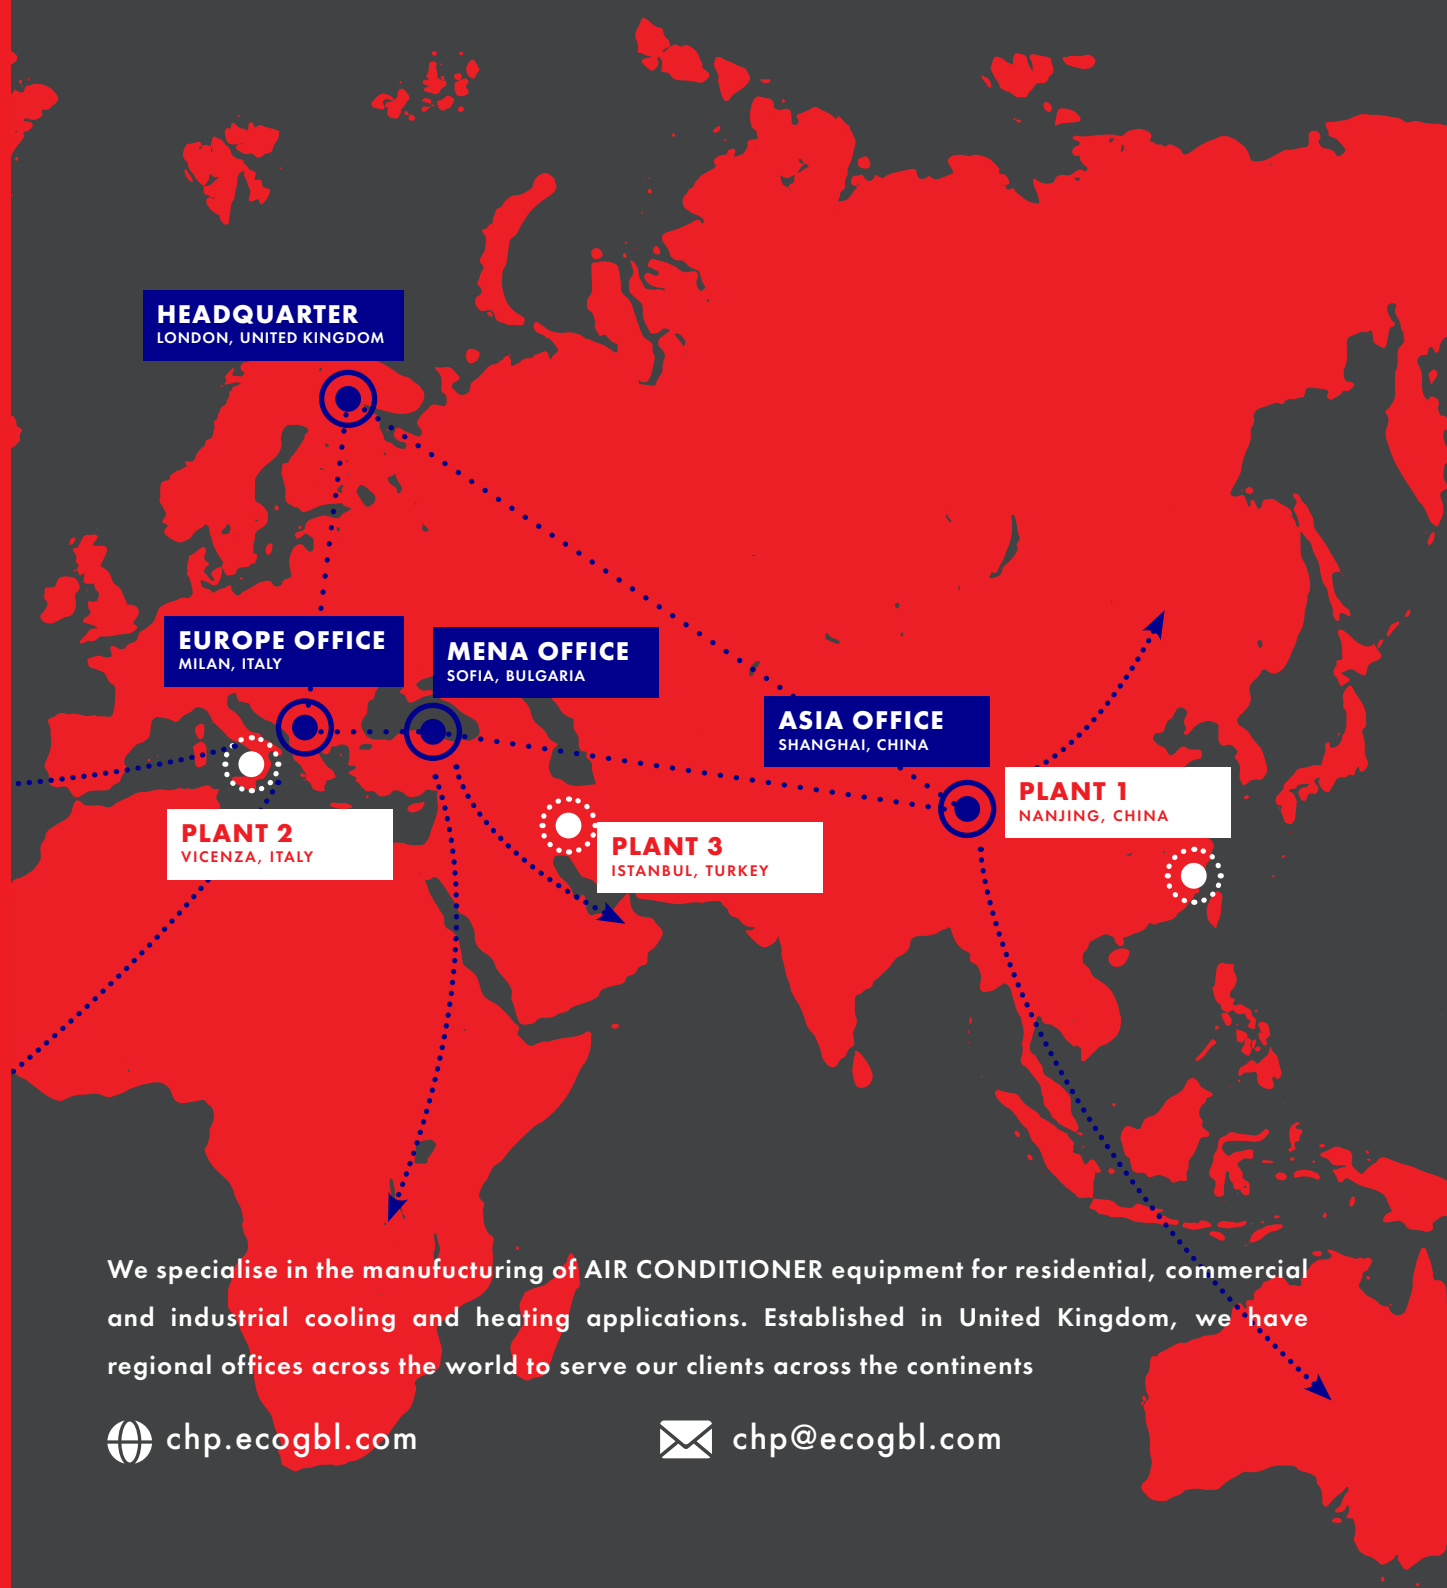 HEADQUARTER
LONDON, UNITED KINGDOM
EUROPE OFFICE
MILAN, ITALY
MENA OFFICE
SOFIA, BULGARIA
ASIA OFFICE
SHANGHAI, CHINA
PLANT 1
NANJING, CHINA
PLANT 2
VICENZA, ITALY
PLANT 3
ISTANBUL, TURKEY
We specialise in the manufucturing of AIR CONDITIONER equipment for residential, commercial
and industrial cooling and heating applications. Established in United Kingdom, we have
regional offices across the world to serve our clients across the continents
chp.ecogbl.com
chp@ecogbl.com